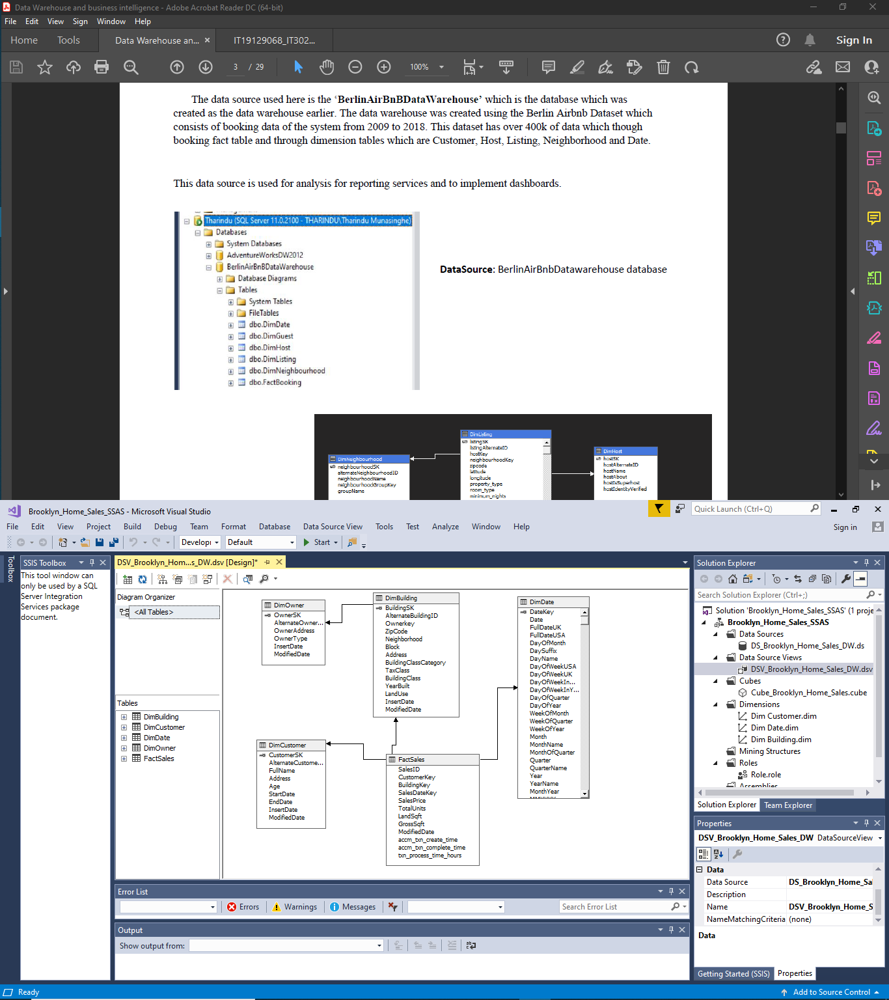 Data Warehouse and business intelligence - Adobe Acrobat Reader DC (64-bit)
File Edit View Sign Window Help
Home Tools Data Warehouse an... × IT19129068_IT302... Sign In
3 / 29 100%
The data source used here is the ‘BerlinAirBnBDataWarehouse’ which is the database which was
created as the data warehouse earlier. The data warehouse was created using the Berlin Airbnb Dataset which
consists of booking data of the system from 2009 to 2018. This dataset has over 400k of data which though
booking fact table and through dimension tables which are Customer, Host, Listing, Neighborhood and Date.
This data source is used for analysis for reporting services and to implement dashboards.
Tharindu (SQL Server 11.0.2100 - THARINDU\Tharindu Munasinghe)
Databases
System Databases
AdventureWorksDW2012
BerlinAirBnBDataWarehouse
Database Diagrams
Tables
System Tables
FileTables
dbo.DimDate
dbo.DimGuest
dbo.DimHost
dbo.DimListing
dbo.DimNeighbourhood
dbo.FactBooking
DataSource: BerlinAirBnbDatawarehouse database
DimNeighbourhood
neighbourhoodSK
alternateNeighbourhoodID
neighbourhoodName
neighbourhoodGroupKey
groupName
DimListing
listingSK
listingAlternateID
hostKey
neighbourhoodKey
zipcode
latitude
longitude
property_type
room_type
minimum_nights
DimHost
hostSK
hostAlternateID
hostName
hostAbout
hostIsSuperhost
hostIdentityVerified
Brooklyn_Home_Sales_SSAS - Microsoft Visual Studio
Quick Launch (Ctrl+Q)
File Edit View Project Build Debug Team Format Database Data Source View Tools Test Analyze Window Help
Sign in
Developi Default Start
Toolbox
SSIS Toolbox
This tool window can
only be used by a SQL
Server Integration
Services package
document.
DSV_Brooklyn_Hom...s_DW.dsv [Design]*
Diagram Organizer
<All Tables>
Tables
DimBuilding
DimCustomer
DimDate
DimOwner
FactSales
DimOwner
OwnerSK
AlternateOwner...
OwnerAddress
OwnerType
InsertDate
ModifiedDate
DimBuilding
BuildingSK
AlternateBuildingID
Ownerkey
ZipCode
Neighborhood
Block
Address
BuildingClassCategory
TaxClass
BuildingClass
YearBuilt
LandUse
InsertDate
ModifiedDate
DimDate
DateKey
Date
FullDateUK
FullDateUSA
DayOfMonth
DaySuffix
DayName
DayOfWeekUSA
DayOfWeekUK
DayOfWeekIn...
DayOfWeekInY...
DayOfQuarter
DayOfYear
WeekOfMonth
WeekOfQuarter
WeekOfYear
Month
MonthName
MonthOfQuarter
Quarter
QuarterName
Year
YearName
MonthYear
DimCustomer
CustomerSK
AlternateCustome...
FullName
Address
Age
StartDate
EndDate
InsertDate
ModifiedDate
FactSales
SalesID
CustomerKey
BuildingKey
SalesDateKey
SalesPrice
TotalUnits
LandSqft
GrossSqft
ModifiedDate
accm_txn_create_time
accm_txn_complete_time
txn_process_time_hours
Error List
Errors Warnings Messages Search Error List
Output
Show output from:
Solution Explorer
Search Solution Explorer (Ctrl+;)
Solution 'Brooklyn_Home_Sales_SSAS' (1 proje
Brooklyn_Home_Sales_SSAS
Data Sources
DS_Brooklyn_Home_Sales_DW.ds
Data Source Views
DSV_Brooklyn_Home_Sales_DW.dsv
Cubes
Cube_Brooklyn_Home_Sales.cube
Dimensions
Dim Customer.dim
Dim Date.dim
Dim Building.dim
Mining Structures
Roles
Role.role
Assemblies
Solution Explorer Team Explorer
Properties
DSV_Brooklyn_Home_Sales_DW DataSourceView
Data
Data Source DS_Brooklyn_Home_Sa
Description
Name DSV_Brooklyn_Home_S
NameMatchingCriteria (none)
Data
Getting Started (SSIS) Properties
Ready
Add to Source Control